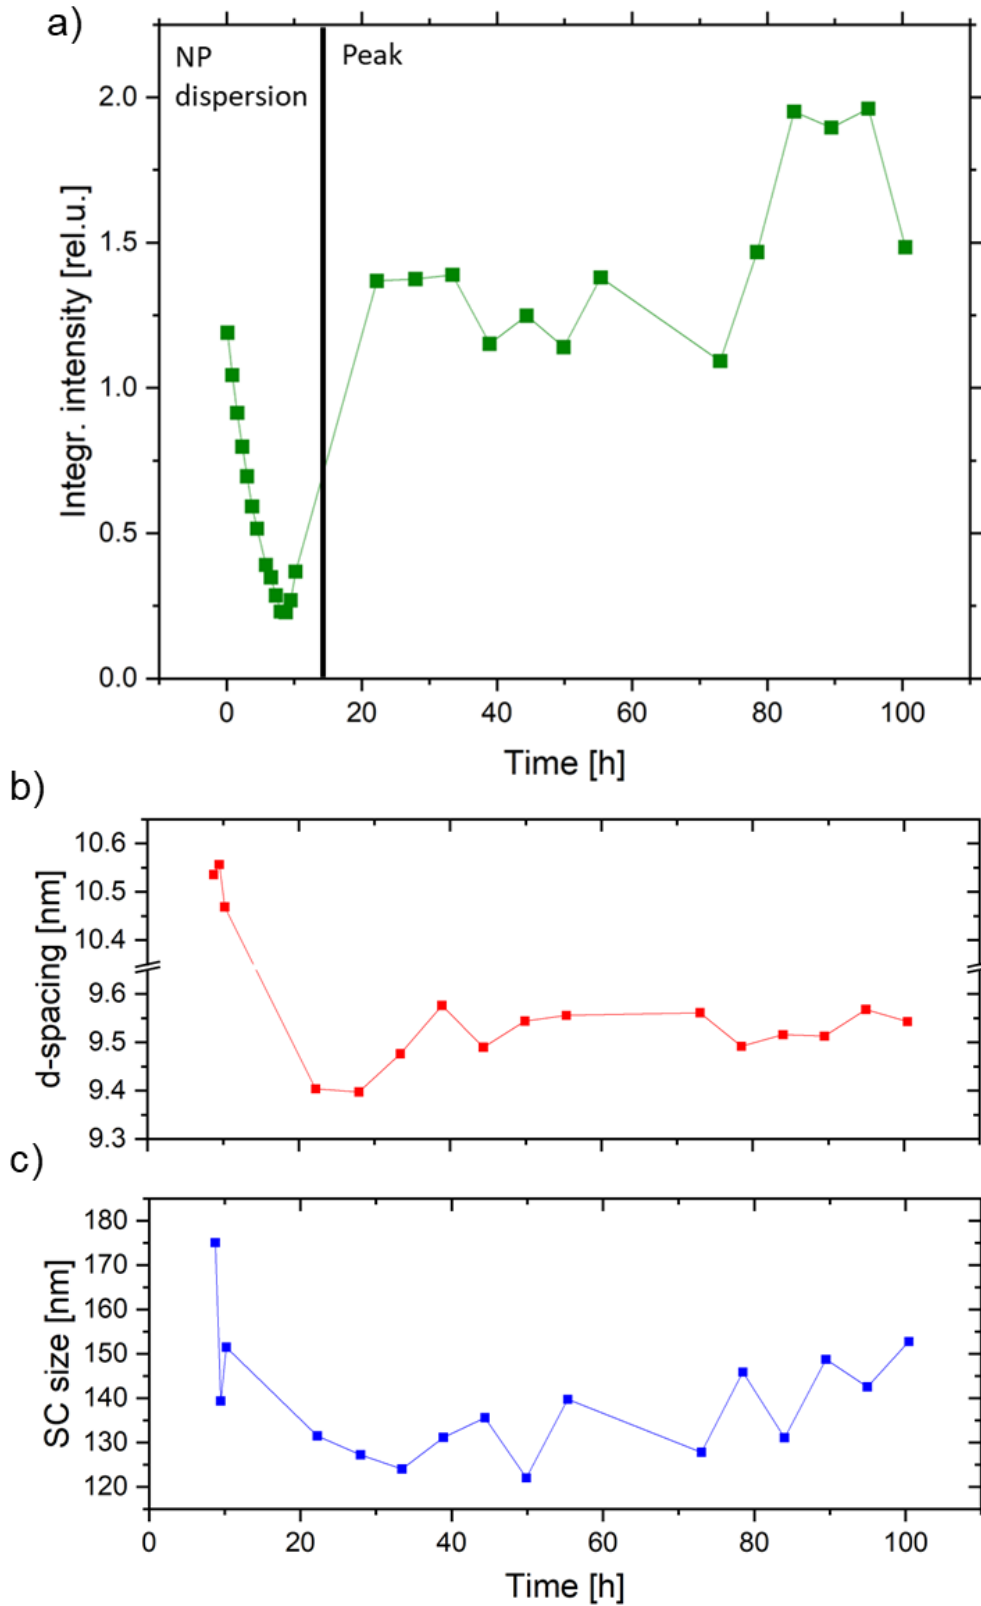 a)
NP
dispersion
Peak
2.0
1.5
1.0
0.5
0.0
Integr. intensity [rel.u.]
0 20 40 60 80 100
Time [h]
b)
10.6
10.5
10.4
9.6
9.5
9.4
9.3
d-spacing [nm]
c)
180
170
160
150
140
130
120
SC size [nm]
0 20 40 60 80 100
Time [h]